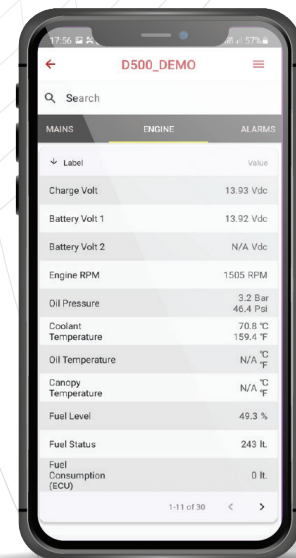 17:56
57%
D500_DEMO
Search
MAINS ENGINE ALARMS
Label Value
Charge Volt 13.93 Vdc
Battery Volt 1 13.92 Vdc
Battery Volt 2 N/A Vdc
Engine RPM 1505 RPM
Oil Pressure 3.2 Bar
46.4 Psi
Coolant
Temperature 70.8 °C
159.4 °F
Oil Temperature N/A °C
°F
Canopy
Temperature N/A °C
°F
Fuel Level 49.3 %
Fuel Status 243 lt.
Fuel
Consumption
(ECU) 0 lt.
1-11 of 30 < >